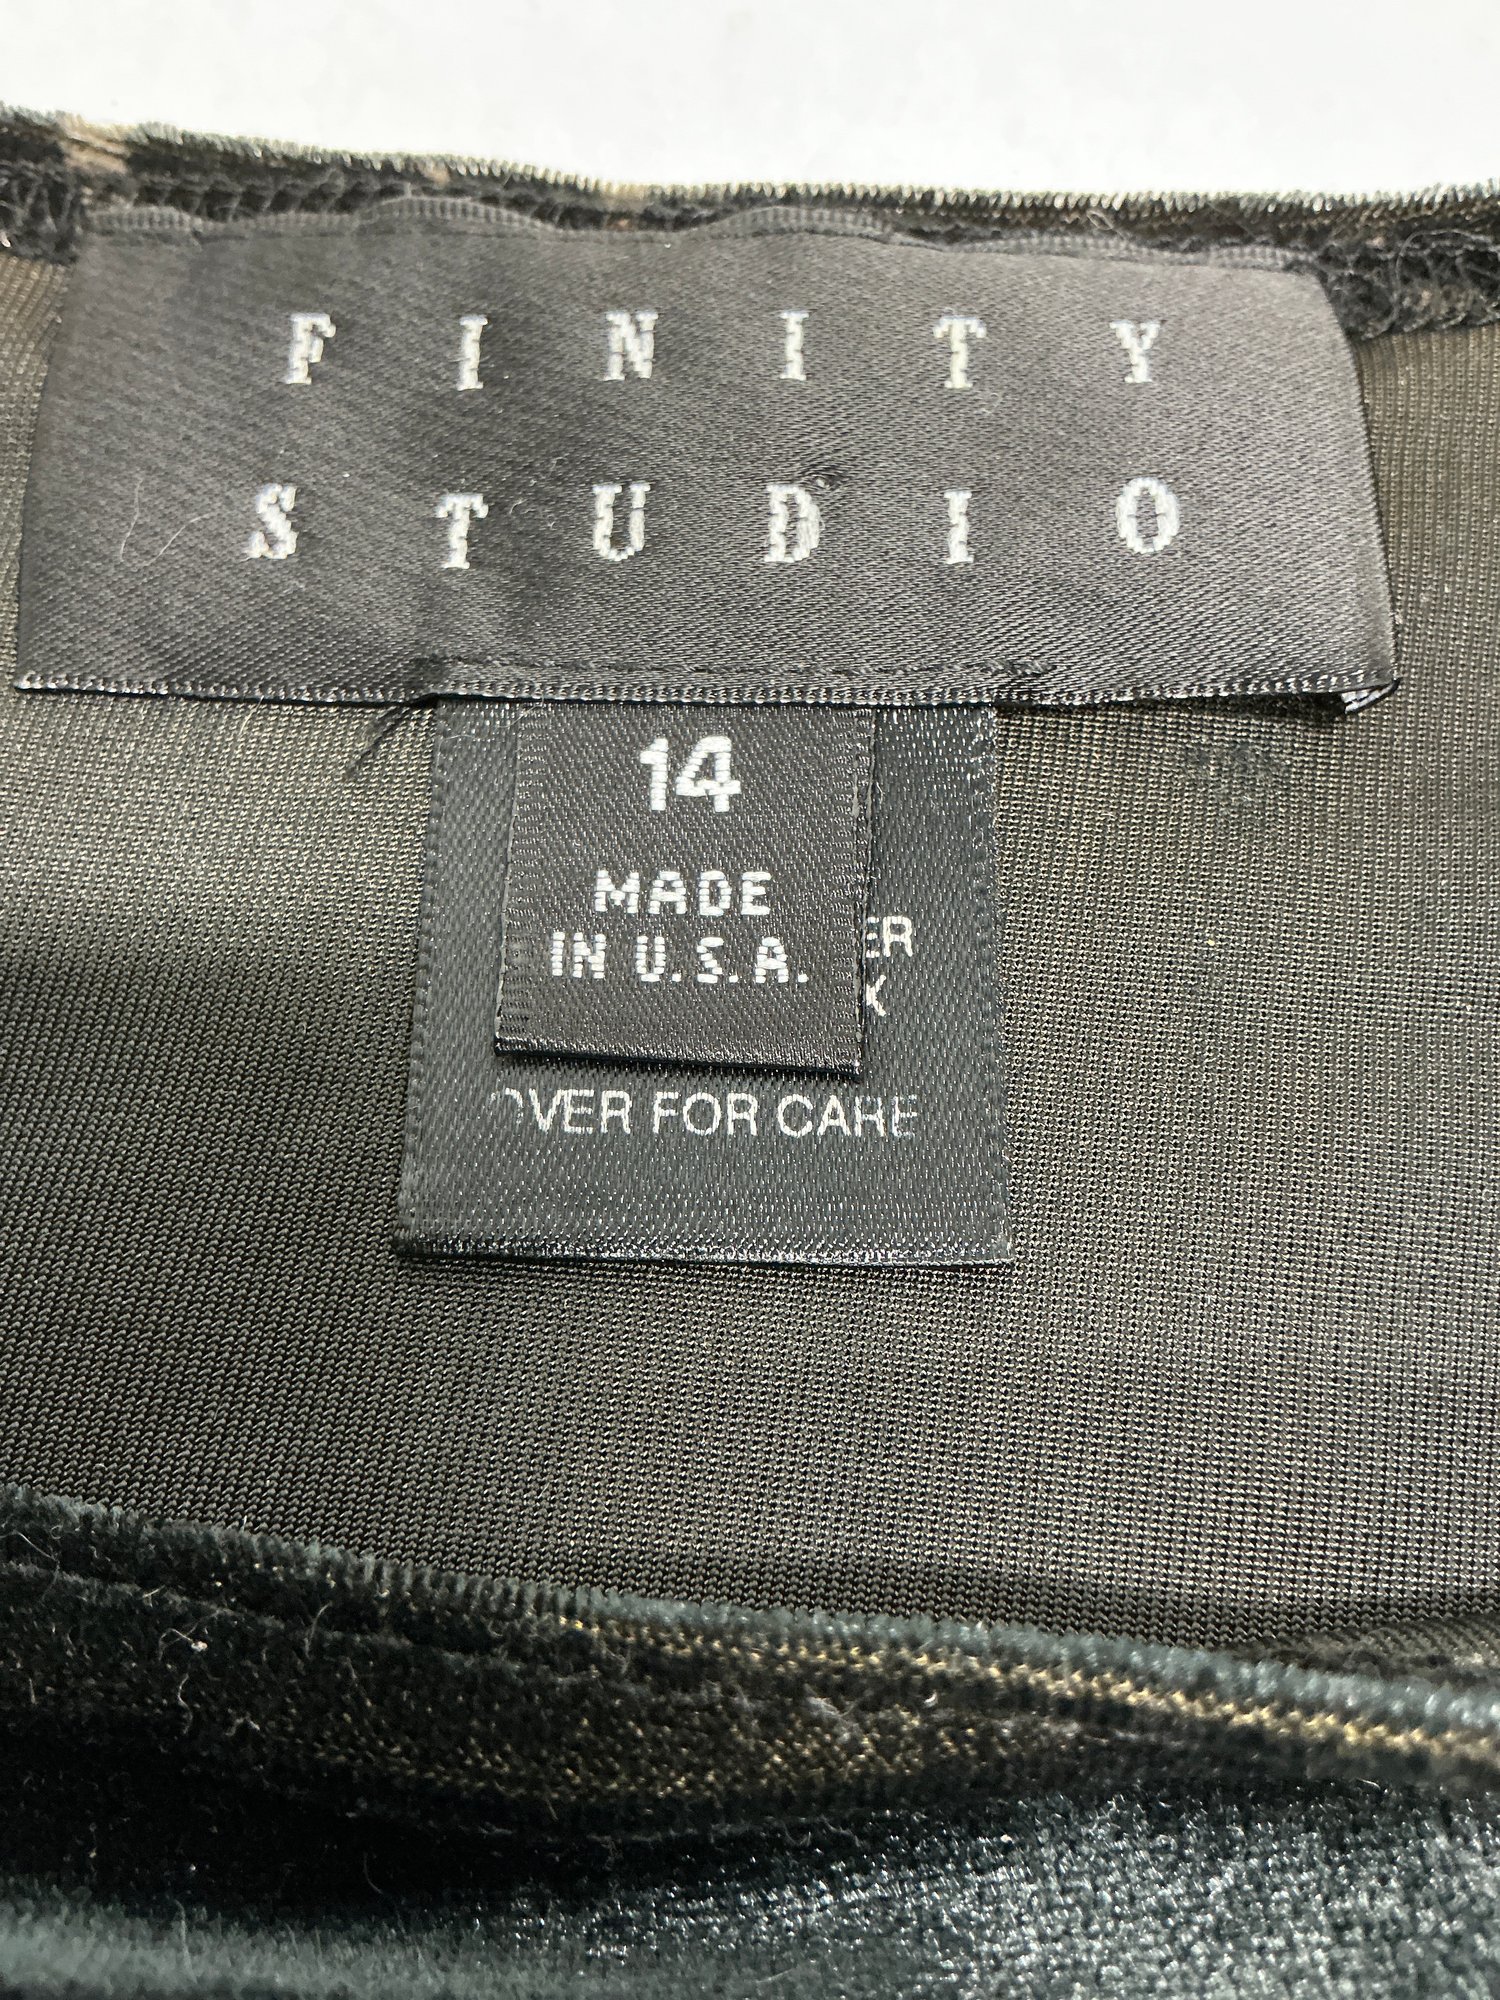 FINITY
STUDIO
14
MADE
IN U.S.A.
OVER FOR CARE